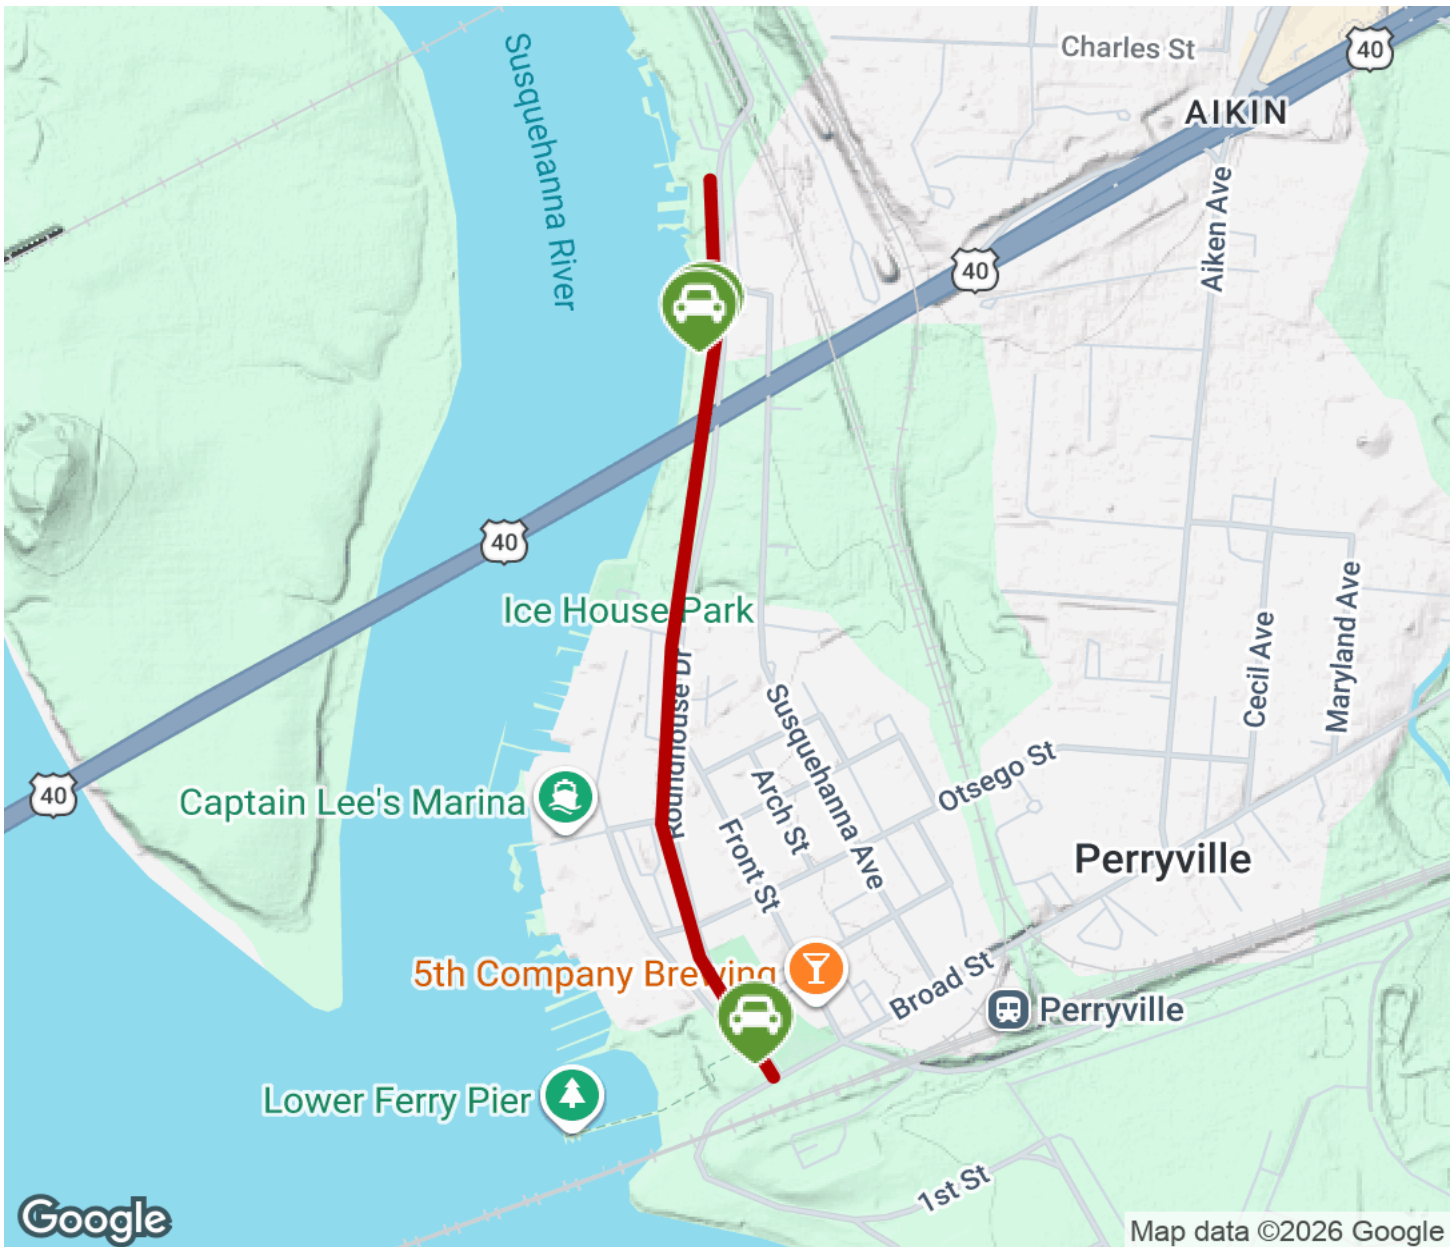 Susquehanna River
Charles St
40
AIKIN
Aiken Ave
40
40
Ice House Park
Roundhouse Dr
Susquehanna Ave
Cecil Ave
Maryland Ave
40
Captain Lee's Marina
Arch St
Otsego St
Front St
Perryville
5th Company Brewing
Broad St
Perryville
Lower Ferry Pier
1st St
Google
Map data ©2026 Google